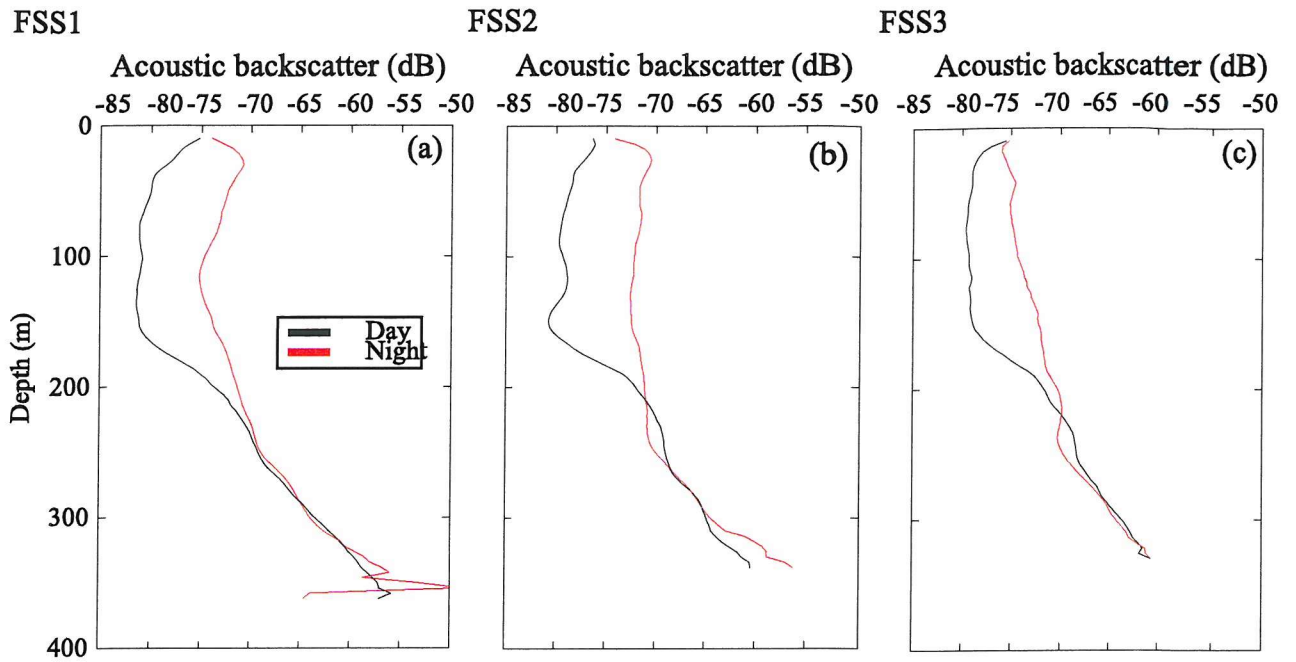 FSS1 FSS2 FSS3
Acoustic backscatter (dB) Acoustic backscatter (dB) Acoustic backscatter (dB)
-85 -80 -75 -70 -65 -60 -55 -50 -85 -80 -75 -70 -65 -60 -55 -50 -85 -80 -75 -70 -65 -60 -55 -50
0
(a) (b) (c)
100
Day
Night
200
300
400
Depth (m)